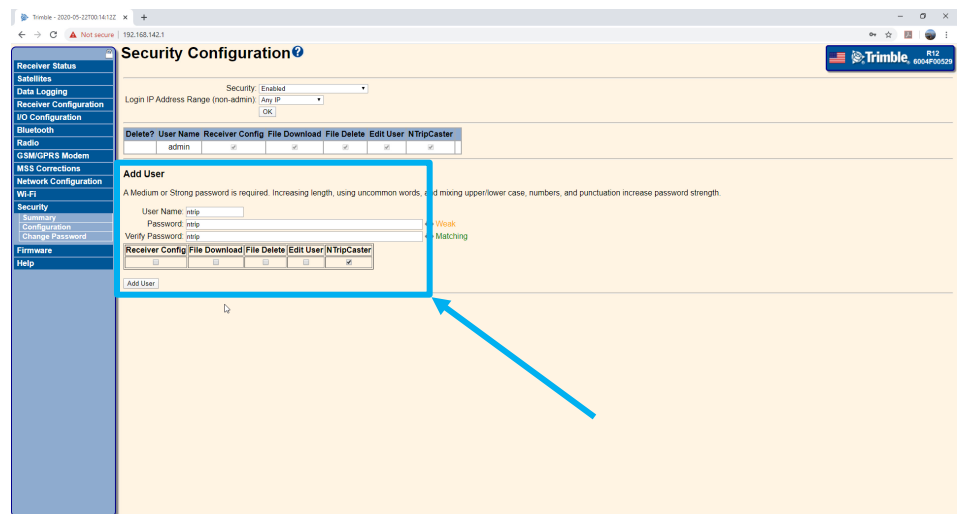 Trimble - 2020-05-22T00:14:12Z
Not secure | 192.168.142.1
Security Configuration?
Trimble. R12
6004F00529
Receiver Status
Satellites
Data Logging
Receiver Configuration
I/O Configuration
Bluetooth
Radio
GSM/GPRS Modem
MSS Corrections
Network Configuration
Wi-Fi
Security
Summary
Configuration
Change Password
Firmware
Help
Security: Enabled
Login IP Address Range (non-admin): Any IP
OK
Delete? User Name Receiver Config File Download File Delete Edit User NTripCaster
admin
Add User
A Medium or Strong password is required. Increasing length, using uncommon words, and mixing upper/lower case, numbers, and punctuation increase password strength.
User Name: ntrip
Password: ntrip Weak
Verify Password: ntrip Matching
Receiver Config File Download File Delete Edit User NTripCaster
Add User